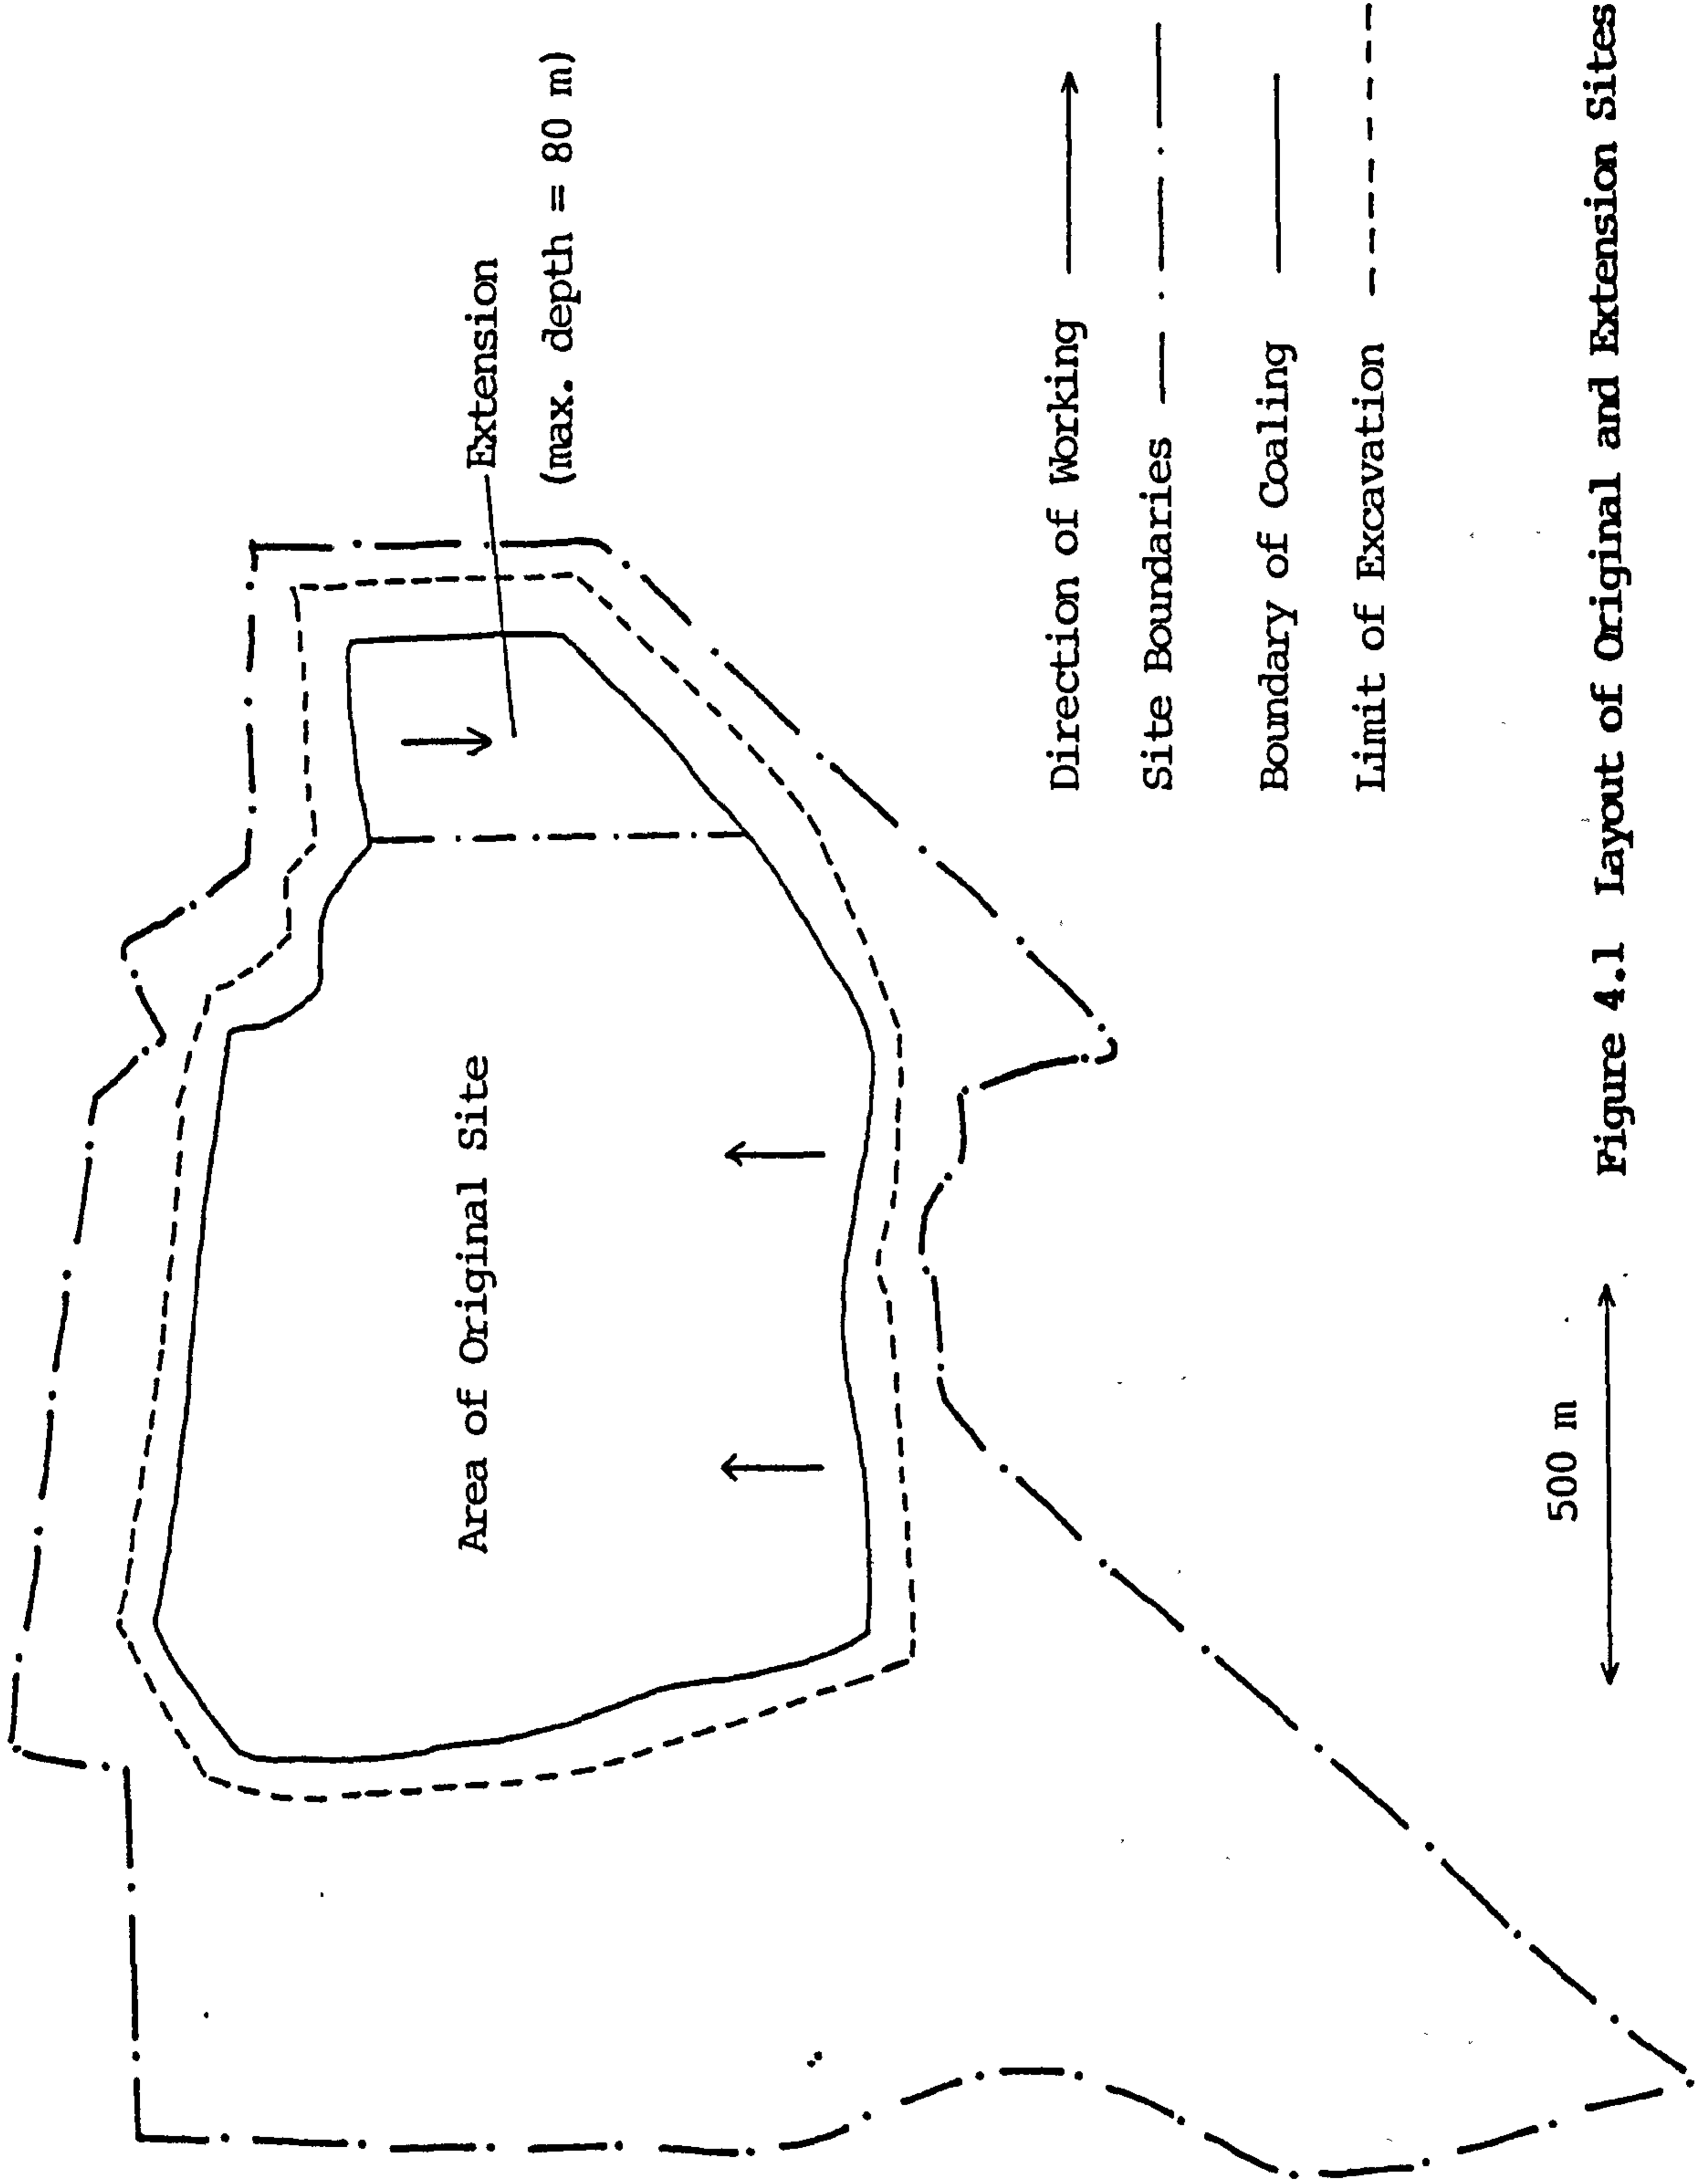 Area of Original Site
Extension
(max. depth = 80 m)
Direction of Working
Site Boundaries
Boundary of Coaling
Limit of Excavation
500 m
Figure 4.1 Layout of Original and Extension Sites